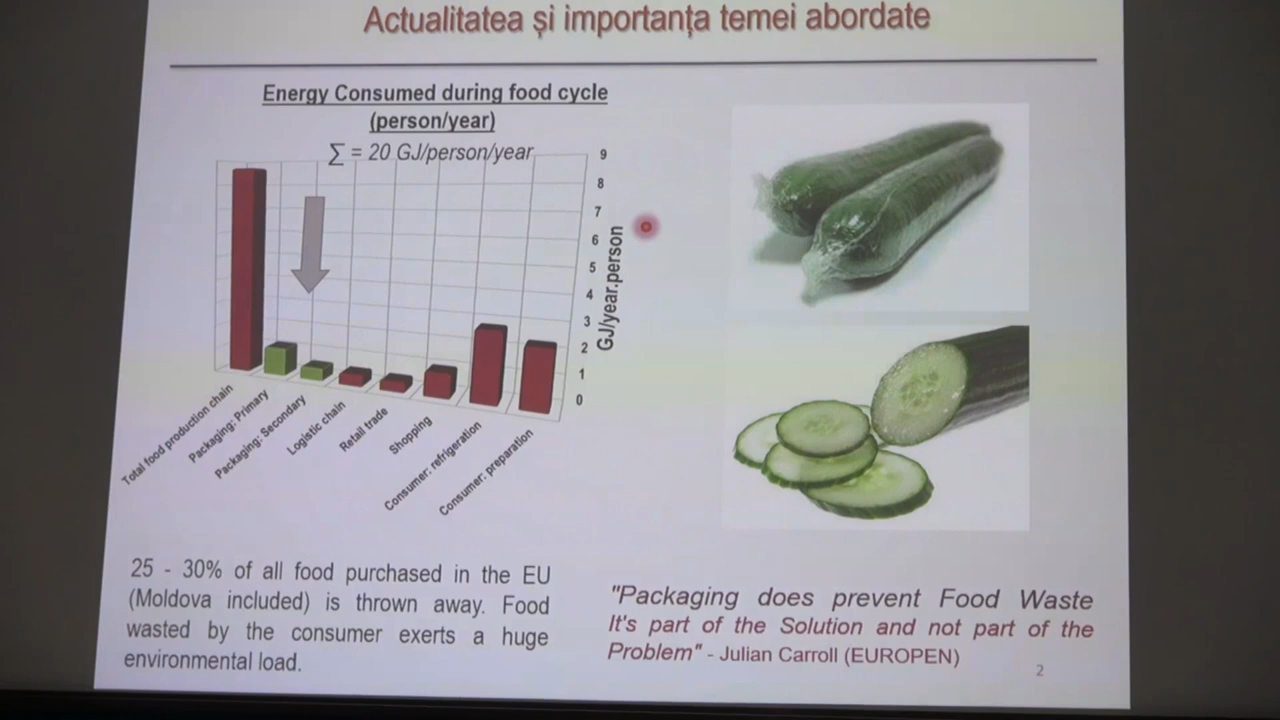 Actualitatea și importanța temei abordate
Energy Consumed during food cycle
(person/year)
∑ = 20 GJ/person/year
9
8
7
6
5
4
3
2
1
0
GJ/year.person
Total food production chain
Packaging: Primary
Packaging: Secondary
Logistic chain
Retail trade
Shopping
Consumer: refrigeration
Consumer: preparation
25 - 30% of all food purchased in the EU
(Moldova included) is thrown away. Food
wasted by the consumer exerts a huge
environmental load.
"Packaging does prevent Food Waste
It's part of the Solution and not part of the
Problem" - Julian Carroll (EUROPEN)
2